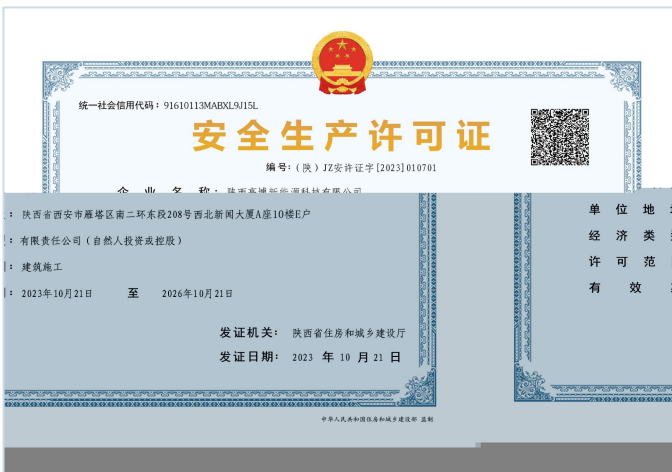 统一社会信用代码：91610113MABXL9J15L
安全生产许可证
编号：（陕）JZ安许证字[2023]010701
企 业 名 称：
：陕西省西安市雁塔区南二环东段208号西北新闻大厦A座10楼E户
：有限责任公司（自然人投资或控股）
：建筑施工
：2023年10月21日 至 2026年10月21日
单 位 地
经 济 类
许 可 范
有 效
发证机关：陕西省住房和城乡建设厅
发证日期：2023 年 10 月 21 日
中华人民共和国住房和城乡建设部 监制